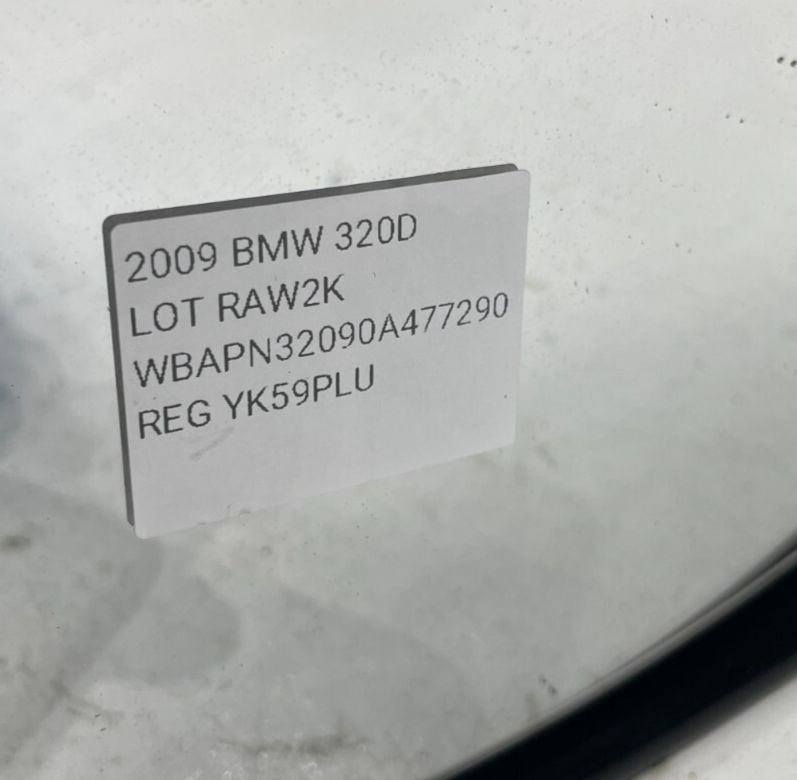 2009 BMW 320D
LOT RAW2K
WBAPN32090A477290
REG YK59PLU